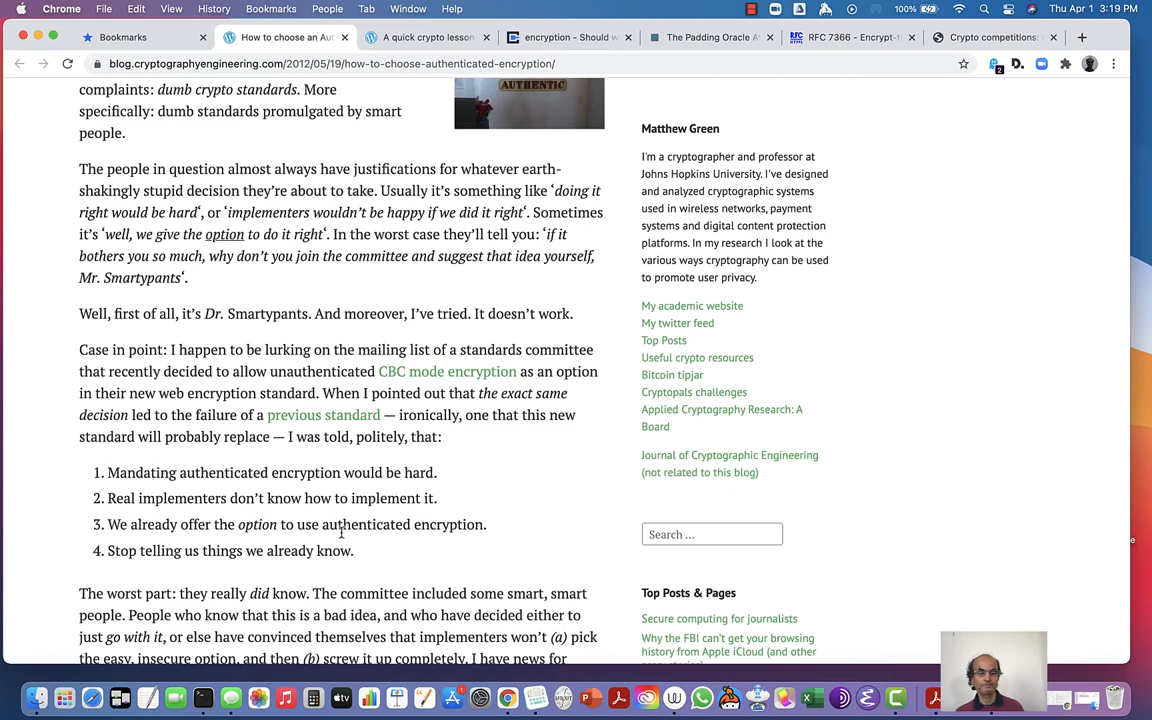 Chrome File Edit View History Bookmarks People Tab Window Help 100% Thu Apr 1 3:19 PM
Bookmarks How to choose an Au A quick crypto lesson encryption - Should w The Padding Oracle A RFC 7366 - Encrypt-t Crypto competitions:
blog.cryptographyengineering.com/2012/05/19/how-to-choose-authenticated-encryption/
complaints: dumb crypto standards. More
specifically: dumb standards promulgated by smart
people.
AUTHENTIC
The people in question almost always have justifications for whatever earth-
shakingly stupid decision they’re about to take. Usually it’s something like ‘doing it
right would be hard‘, or ‘implementers wouldn’t be happy if we did it right‘. Sometimes
it’s ‘well, we give the option to do it right‘. In the worst case they’ll tell you: ‘if it
bothers you so much, why don’t you join the committee and suggest that idea yourself,
Mr. Smartypants‘.
Well, first of all, it’s Dr. Smartypants. And moreover, I’ve tried. It doesn’t work.
Case in point: I happen to be lurking on the mailing list of a standards committee
that recently decided to allow unauthenticated CBC mode encryption as an option
in their new web encryption standard. When I pointed out that the exact same
decision led to the failure of a previous standard — ironically, one that this new
standard will probably replace — I was told, politely, that:
1. Mandating authenticated encryption would be hard.
2. Real implementers don’t know how to implement it.
3. We already offer the option to use authenticated encryption.
4. Stop telling us things we already know.
The worst part: they really did know. The committee included some smart, smart
people. People who know that this is a bad idea, and who have decided either to
just go with it, or else have convinced themselves that implementers won’t (a) pick
the easy, insecure option, and then (b) screw it up completely. I have news for
Matthew Green
I'm a cryptographer and professor at
Johns Hopkins University. I've designed
and analyzed cryptographic systems
used in wireless networks, payment
systems and digital content protection
platforms. In my research I look at the
various ways cryptography can be used
to promote user privacy.
My academic website
My twitter feed
Top Posts
Useful crypto resources
Bitcoin tipjar
Cryptopals challenges
Applied Cryptography Research: A
Board
Journal of Cryptographic Engineering
(not related to this blog)
Search ...
Top Posts & Pages
Secure computing for journalists
Why the FBI can't get your browsing
history from Apple iCloud (and other